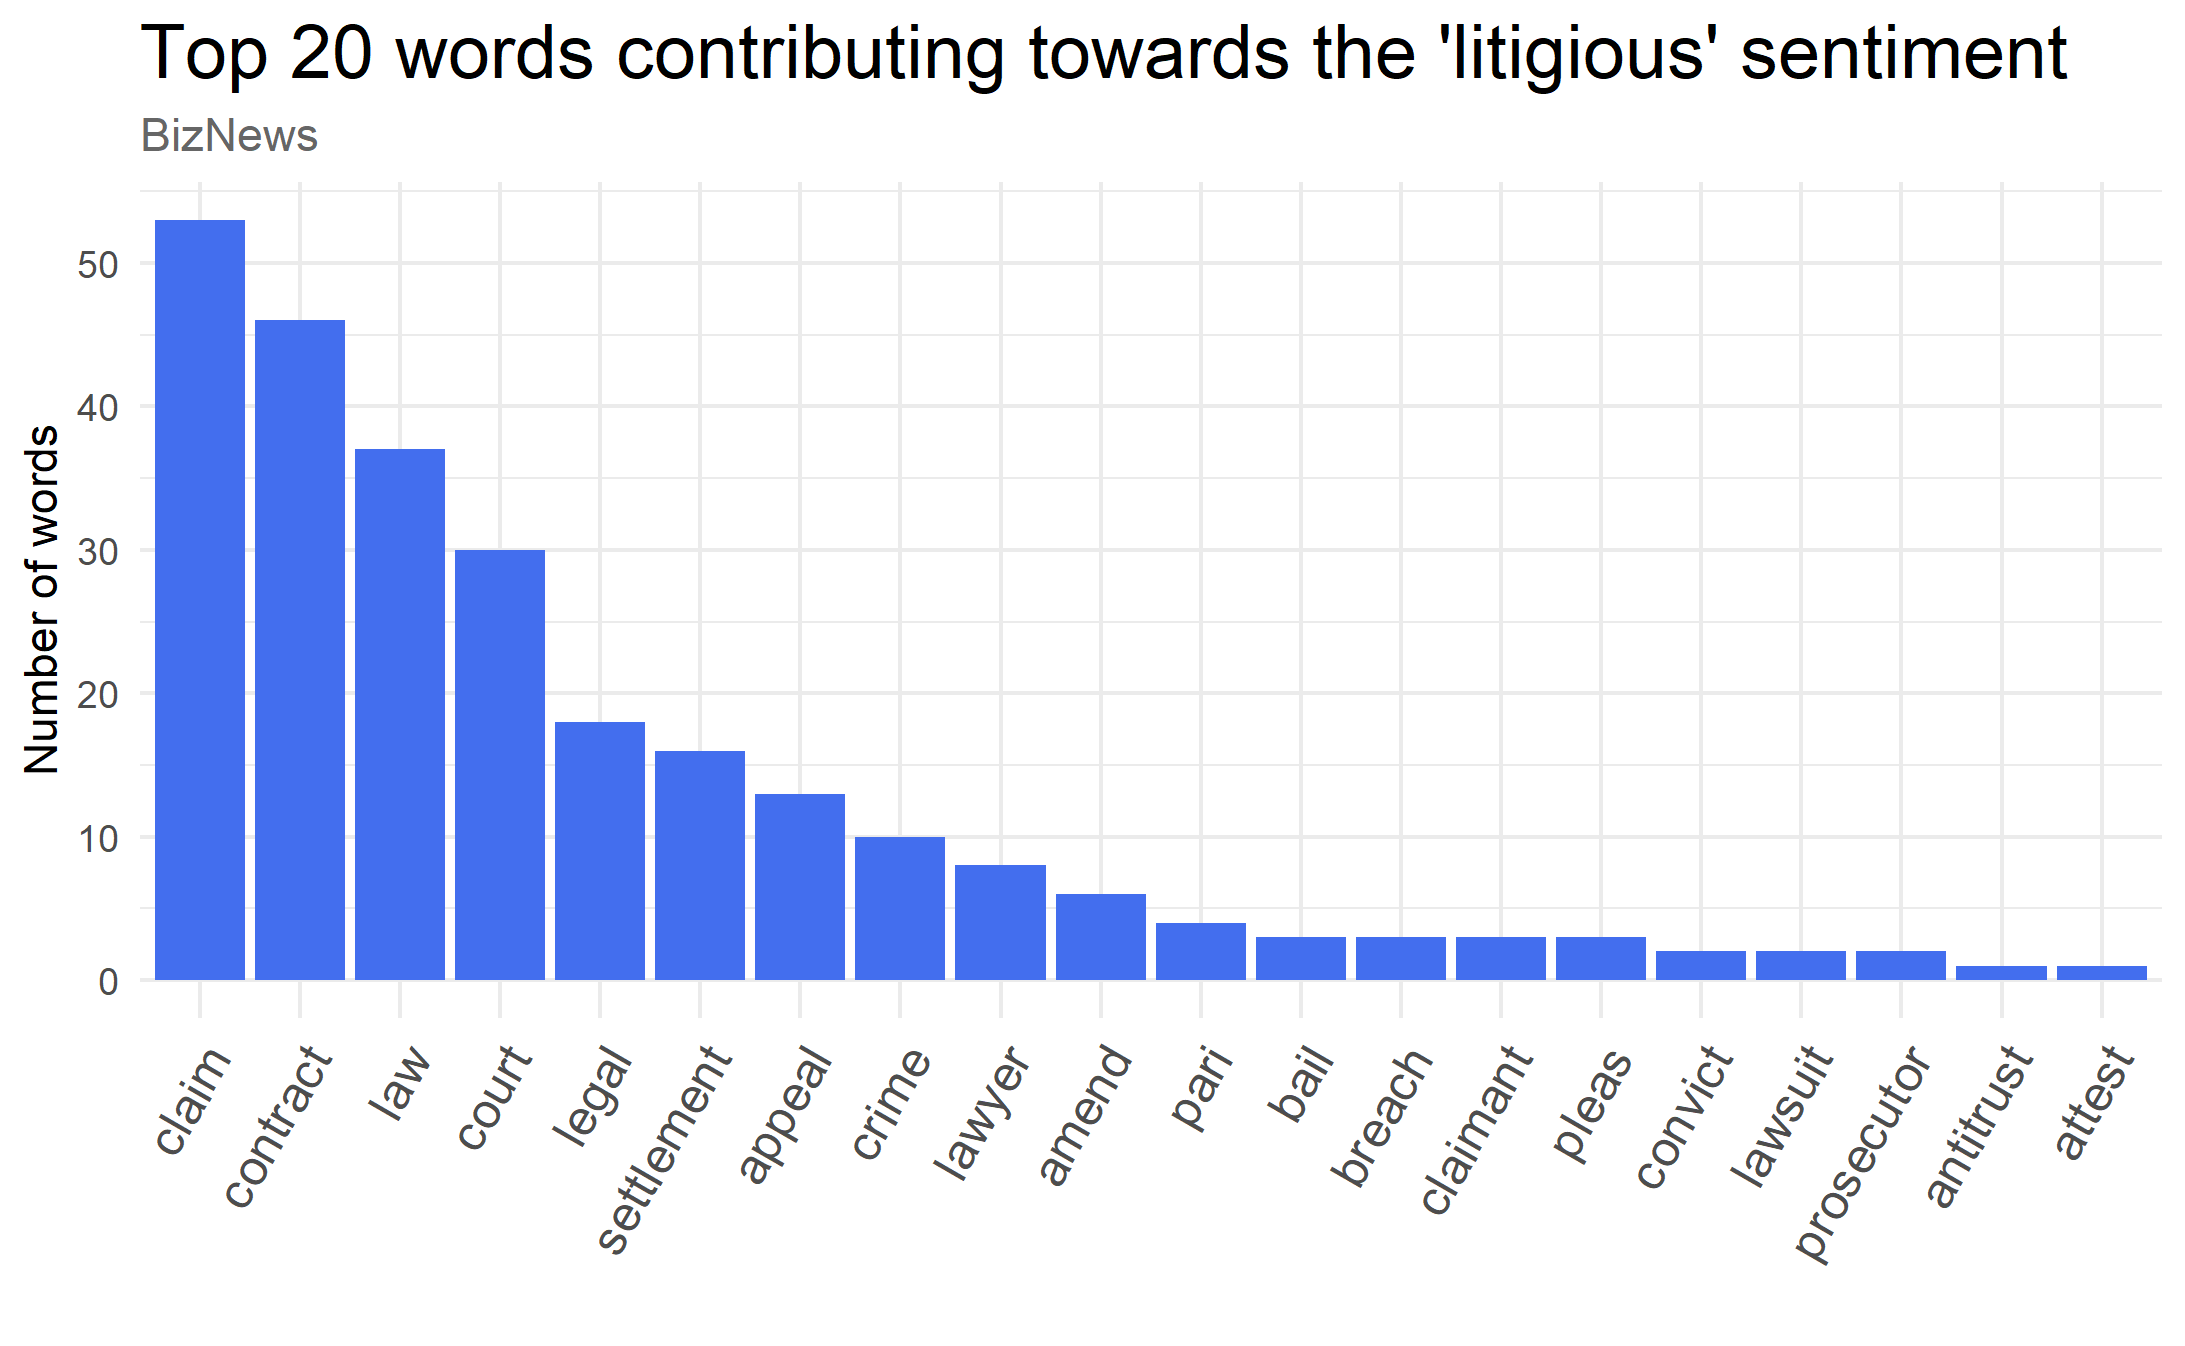 Top 20 words contributing towards the 'litigious' sentiment
BizNews
Number of words
50
40
30
20
10
0
claim
contract
law
court
legal
settlement
appeal
crime
lawyer
amend
pari
bail
breach
claimant
pleas
convict
lawsuit
prosecutor
antitrust
attest